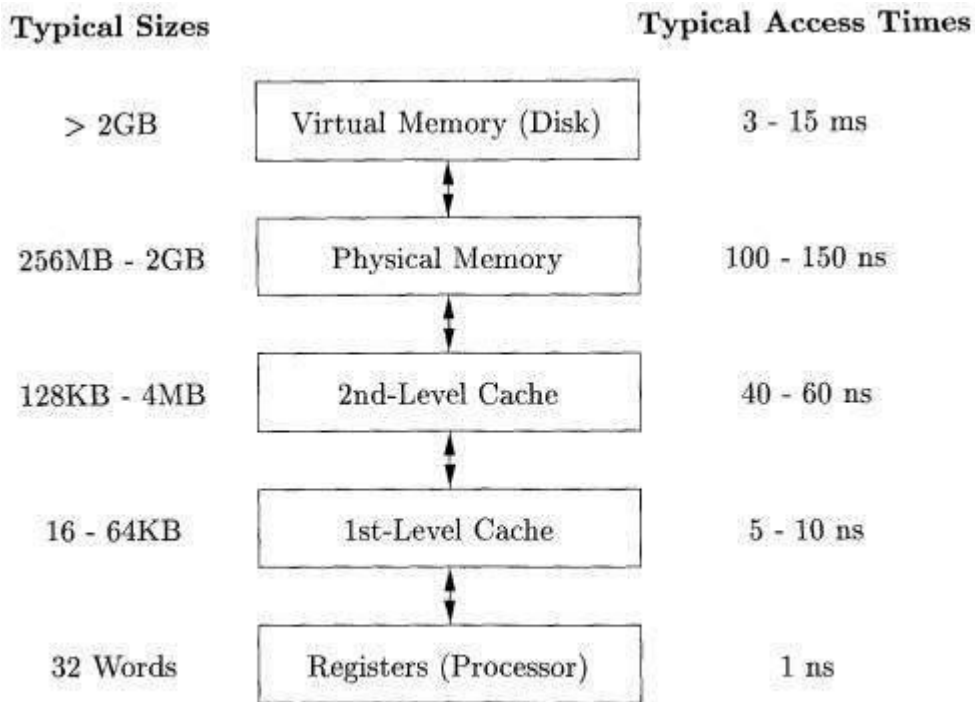 Typical Sizes
Typical Access Times
> 2GB
Virtual Memory (Disk)
3 - 15 ms
256MB - 2GB
Physical Memory
100 - 150 ns
128KB - 4MB
2nd-Level Cache
40 - 60 ns
16 - 64KB
1st-Level Cache
5 - 10 ns
32 Words
Registers (Processor)
1 ns